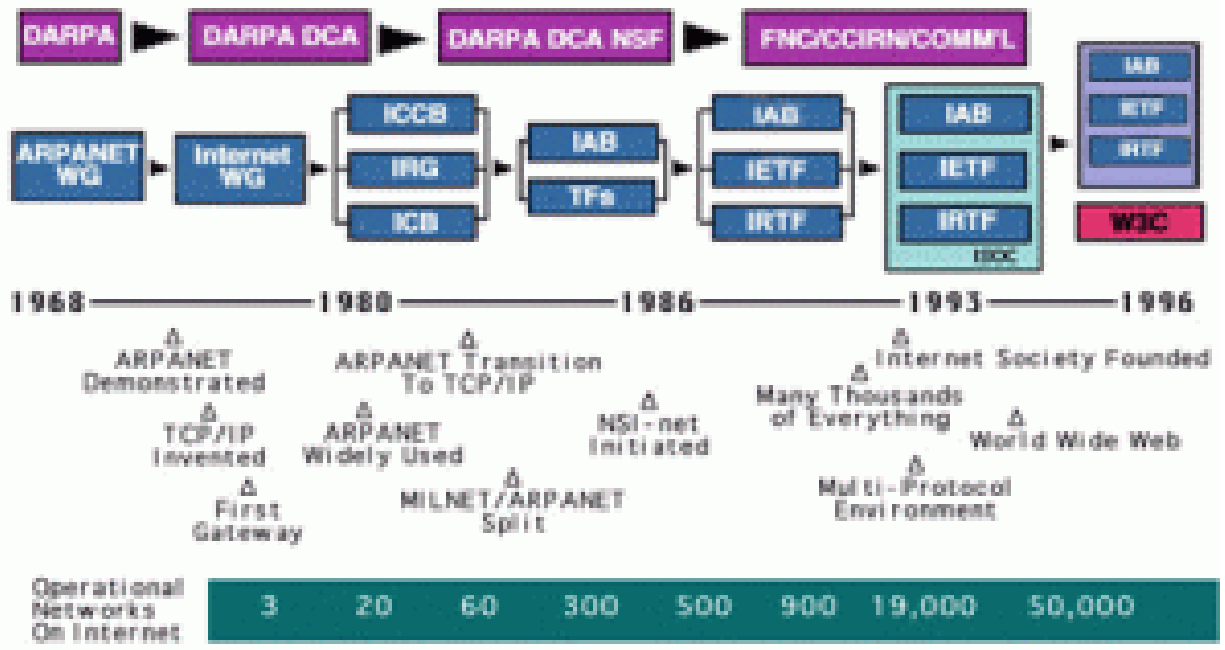 DARPA
DARPA DCA
DARPA DCA NSF
FNC/CCIRN/COMM'L
ARPANET
WG
Internet
WG
ICCB
IRG
ICB
IAB
TFs
IAB
IETF
IRTF
IAB
IETF
IRTF
ISOC
IAB
IETF
IRTF
W3C
1968
1980
1986
1993
1996
ARPANET
Demonstrated
TCP/IP
Invented
First
Gateway
ARPANET Transition
To TCP/IP
ARPANET
Widely Used
MILNET/ARPANET
Split
NSI-net
Initiated
Internet Society Founded
Many Thousands
of Everything
World Wide Web
Multi-Protocol
Environment
Operational
Networks
On Internet
3 20 60 300 500 900 19,000 50,000